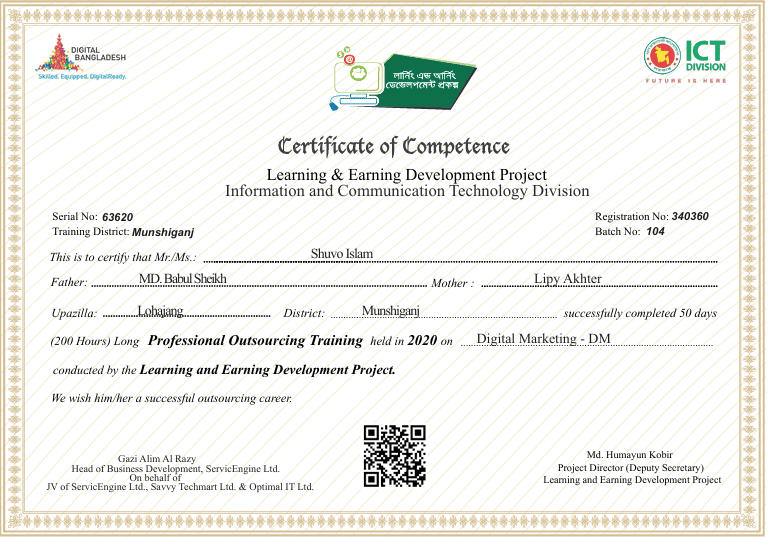 DIGITAL
BANGLADESH
Skilled. Equipped. DigitalReady.
লার্নিং এন্ড আর্নিং
ডেভেলপমেন্ট প্রকল্প
ICT
DIVISION
FUTURE IS HERE
Certificate of Competence
Learning & Earning Development Project
Information and Communication Technology Division
Serial No: 63620
Training District: Munshiganj
Registration No: 340360
Batch No: 104
This is to certify that Mr./Ms.: Shuvo Islam
Father: MD. Babul Sheikh Mother : Lipy Akhter
Upazilla: Lohajang District: Munshiganj successfully completed 50 days
(200 Hours) Long Professional Outsourcing Training held in 2020 on Digital Marketing - DM
conducted by the Learning and Earning Development Project.
We wish him/her a successful outsourcing career.
Gazi Alim Al Razy
Head of Business Development, ServicEngine Ltd.
On behalf of
JV of ServicEngine Ltd., Savvy Techmart Ltd. & Optimal IT Ltd.
Md. Humayun Kobir
Project Director (Deputy Secretary)
Learning and Earning Development Project